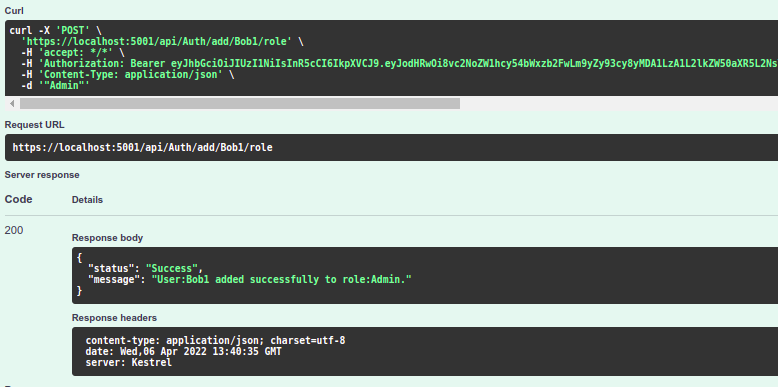 Curl
curl -X 'POST' \
'https://localhost:5001/api/Auth/add/Bob1/role' \
-H 'accept: */*' \
-H 'Authorization: Bearer eyJhbGciOiJIUzI1NiIsInR5cCI6IkpXVCJ9.eyJodHRwOi8vc2NoZW1hcy54bWxzb2FwLm9yZy93cy8yMDA1LzA1L2lkZW50aXR5L2Ns
-H 'Content-Type: application/json' \
-d '"Admin"'
Request URL
https://localhost:5001/api/Auth/add/Bob1/role
Server response
Code Details
200
Response body
{
"status": "Success",
"message": "User:Bob1 added successfully to role:Admin."
}
Response headers
content-type: application/json; charset=utf-8
date: Wed,06 Apr 2022 13:40:35 GMT
server: Kestrel